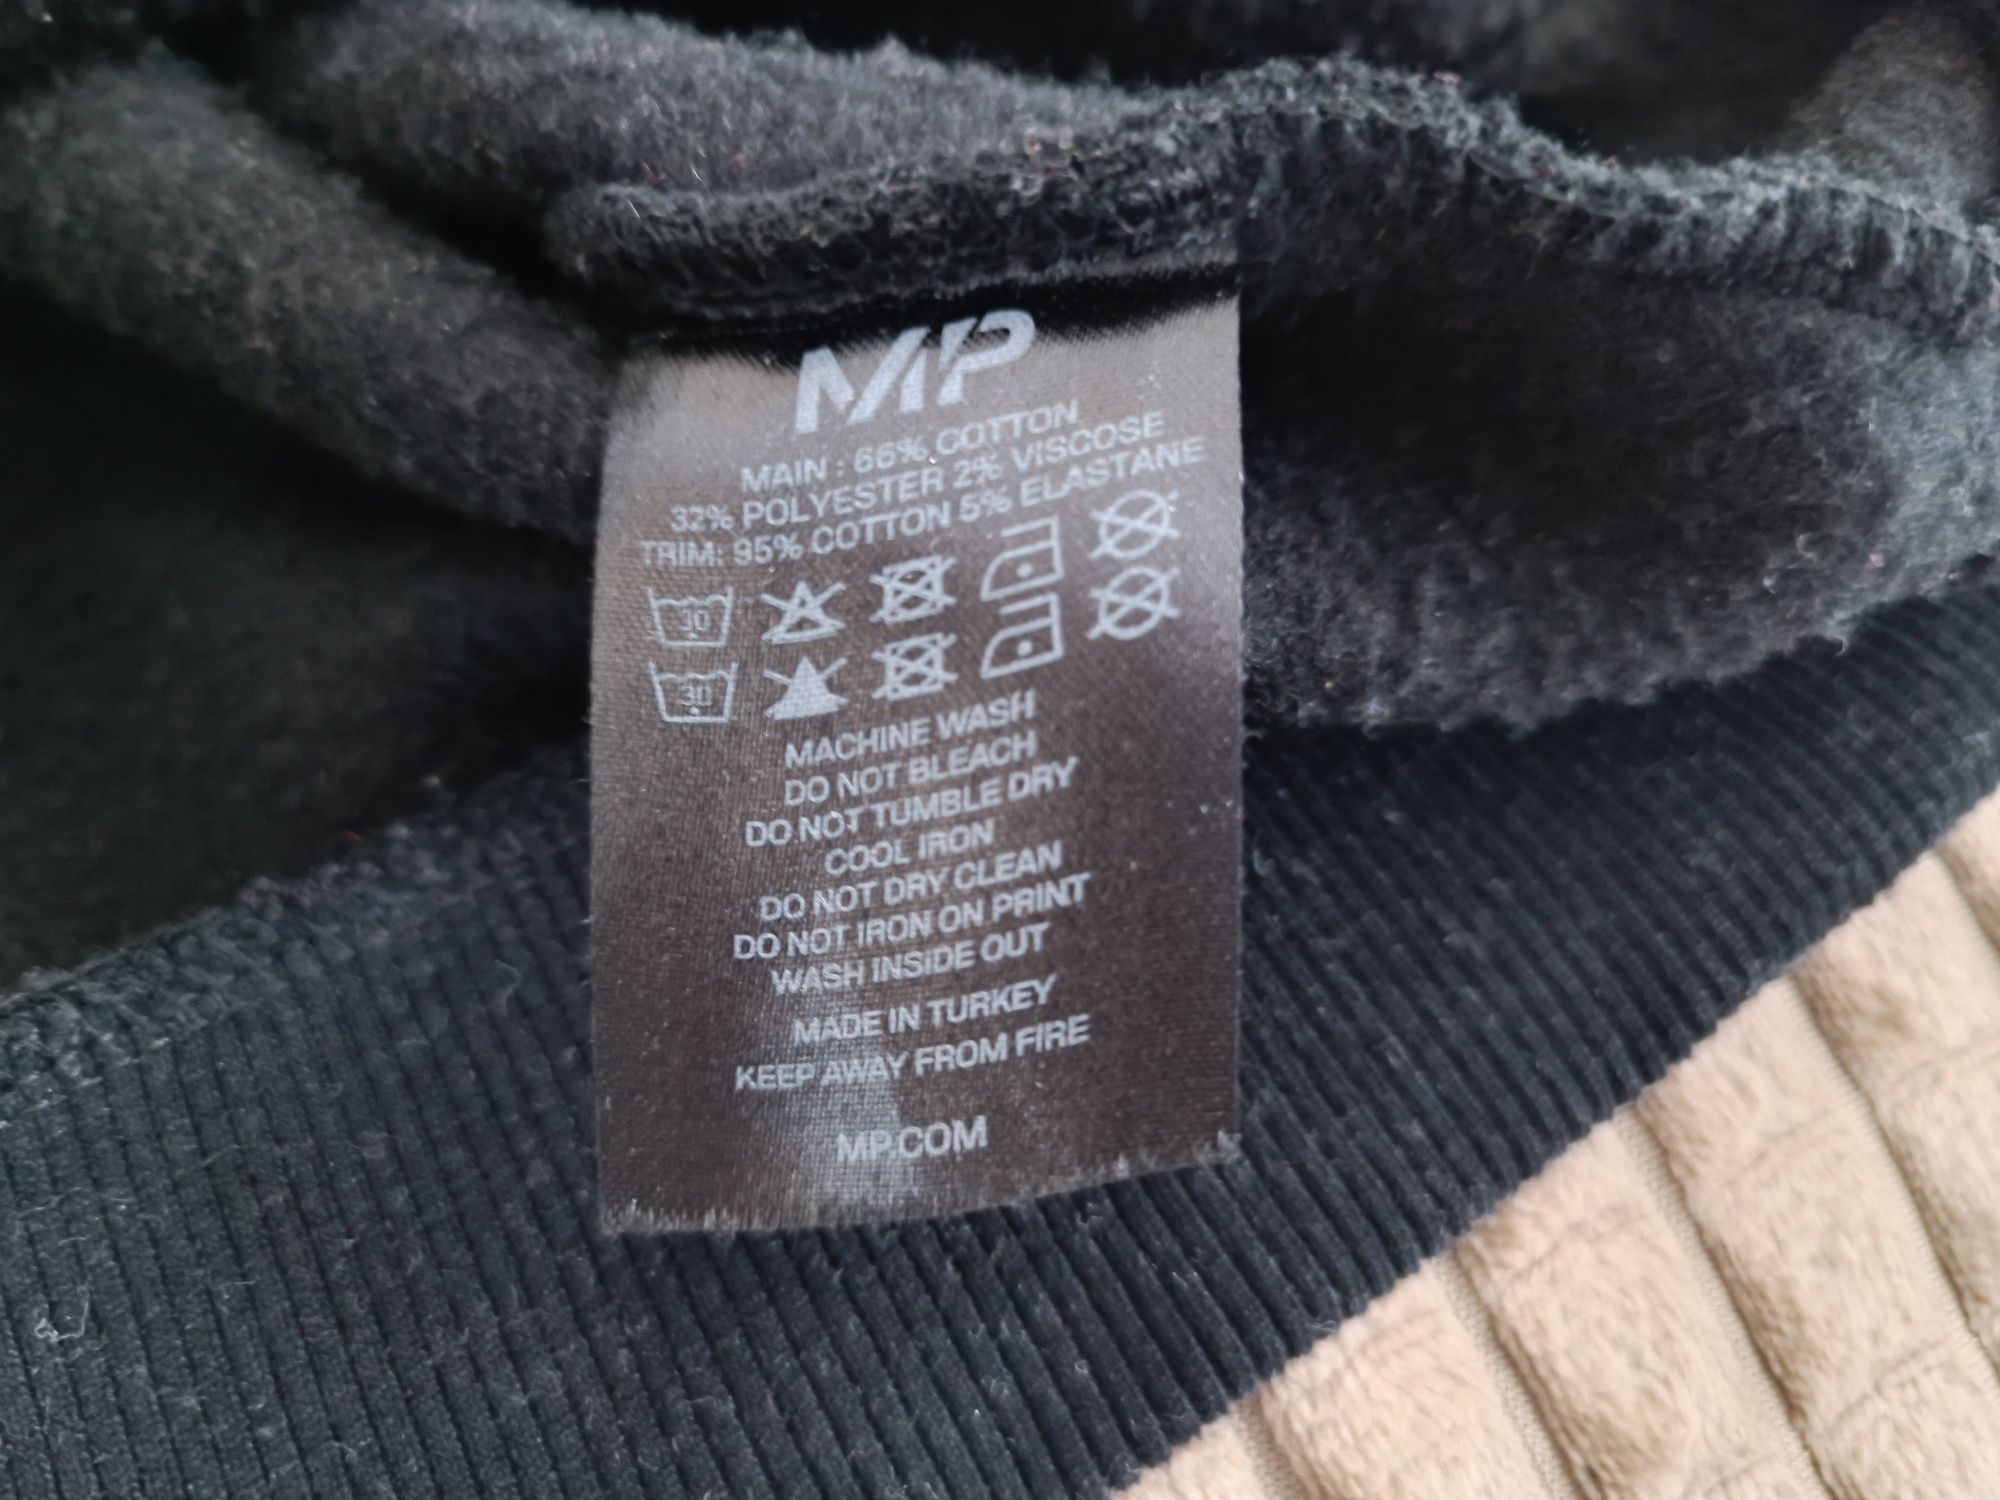 MP
MAIN : 66% COTTON
32% POLYESTER 2% VISCOSE
TRIM: 95% COTTON 5% ELASTANE
30
30
MACHINE WASH
DO NOT BLEACH
DO NOT TUMBLE DRY
COOL IRON
DO NOT DRY CLEAN
DO NOT IRON ON PRINT
WASH INSIDE OUT
MADE IN TURKEY
KEEP AWAY FROM FIRE
MP.COM